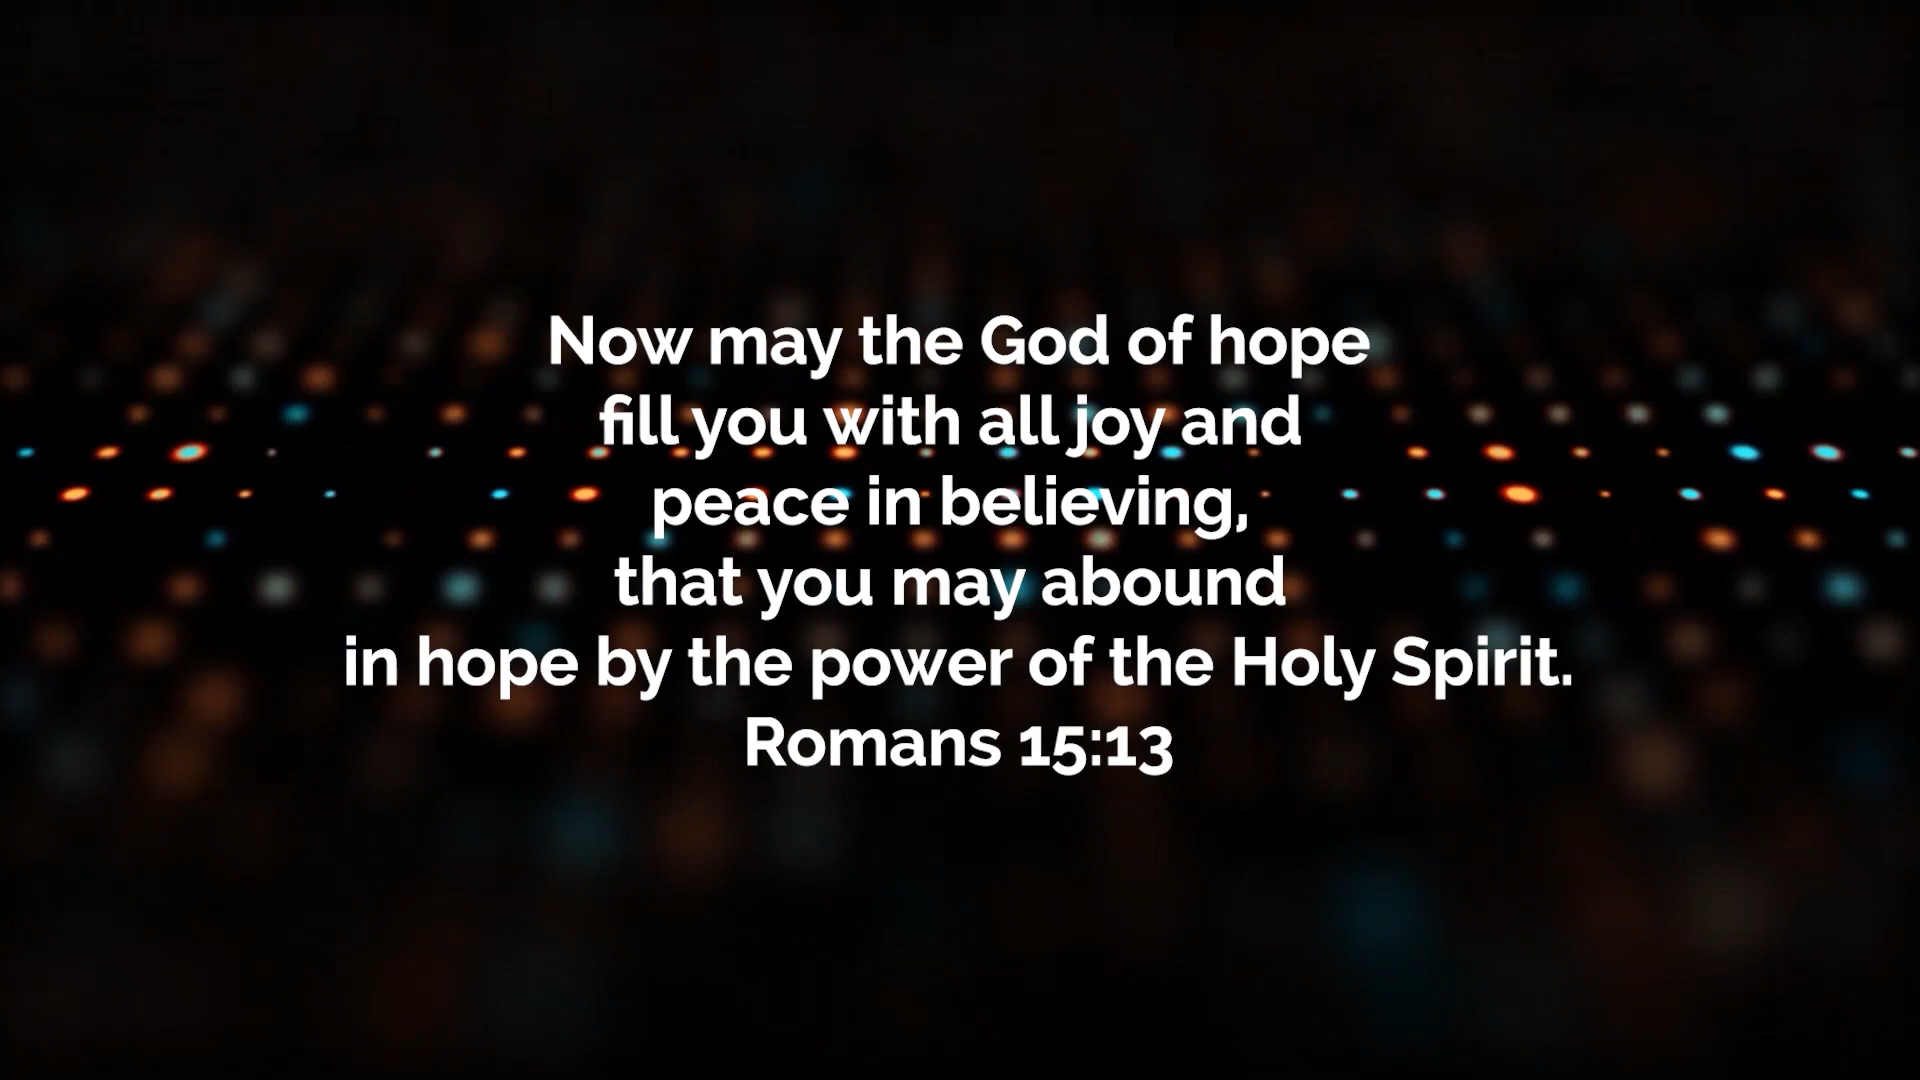 Now may the God of hope
fill you with all joy and
peace in believing,
that you may abound
in hope by the power of the Holy Spirit.
Romans 15:13